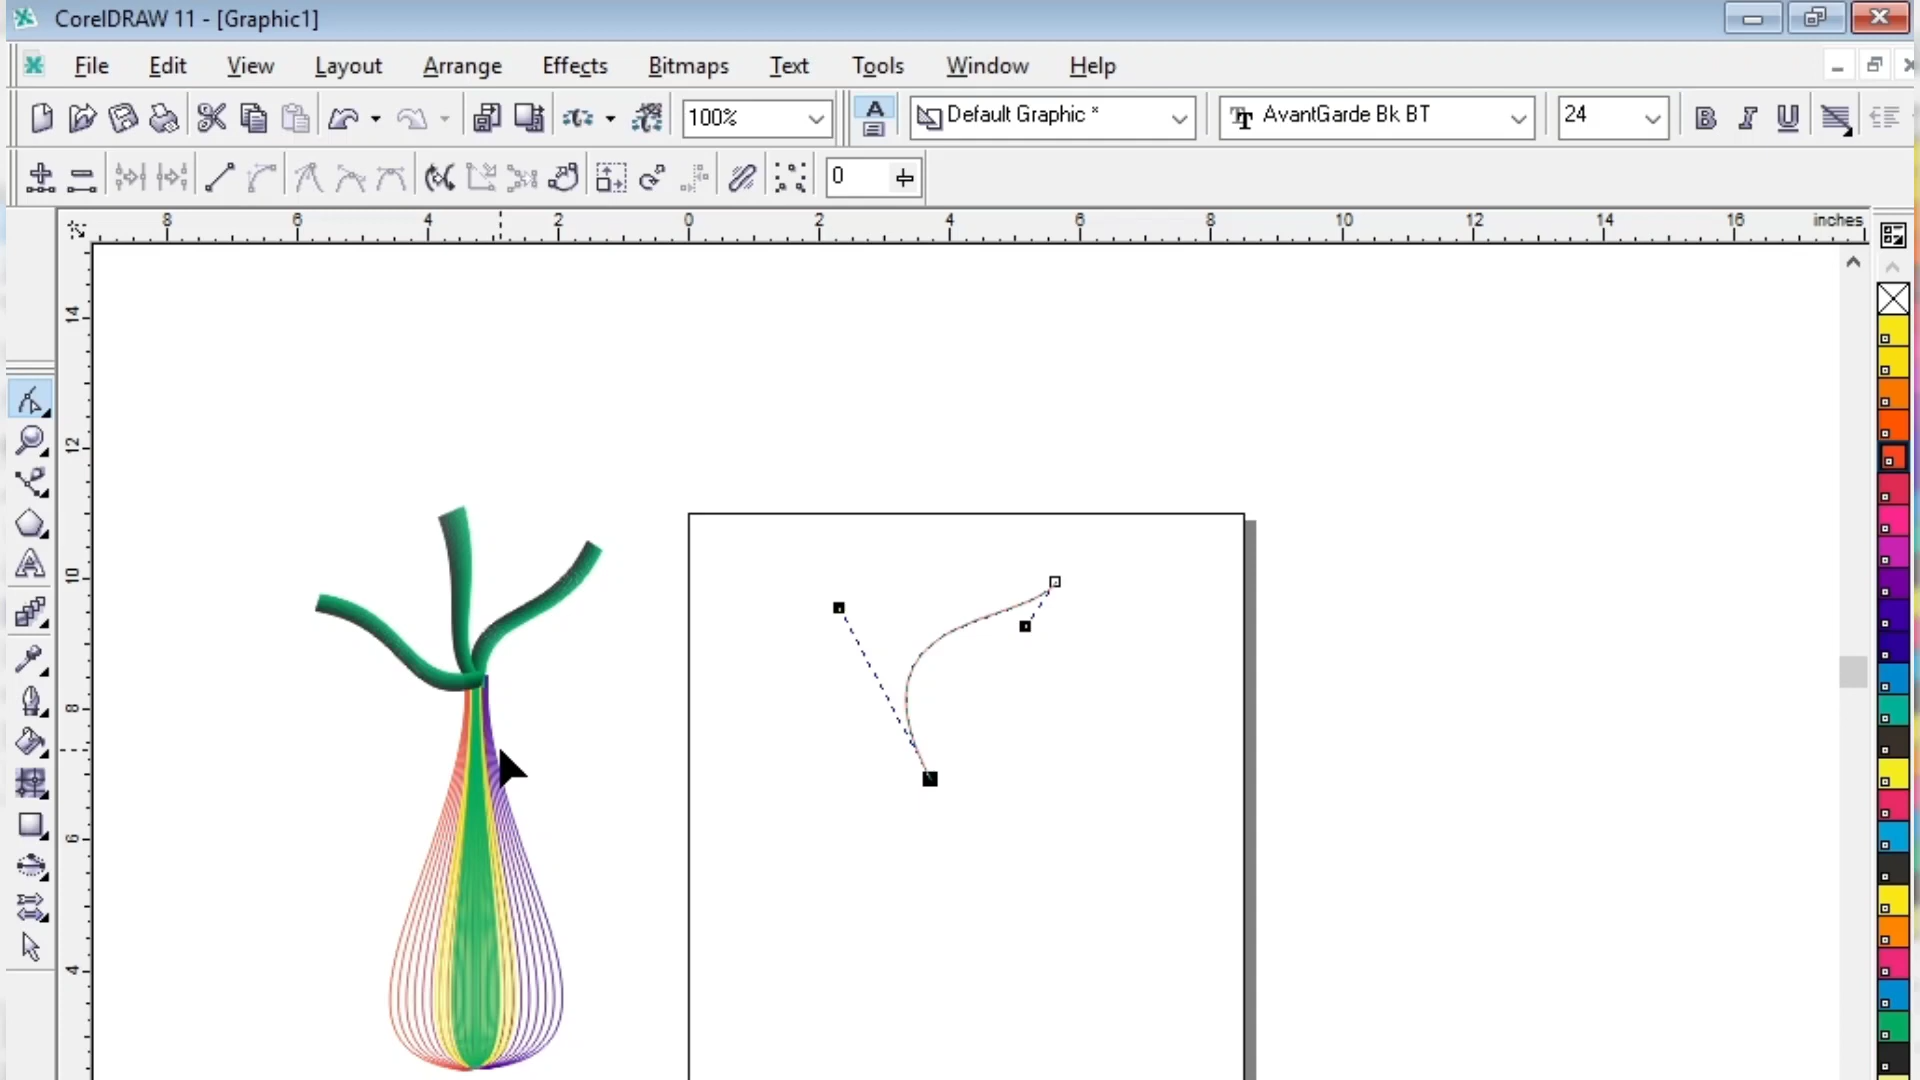 CorelDRAW 11 - [Graphic1]
File Edit View Layout Arrange Effects Bitmaps Text Tools Window Help
100% A Default Graphic * AvantGarde Bk BT 24 B I U
0
8 6 4 2 0 2 4 6 8 10 12 14 16 inches
14
12
10
8
6
4